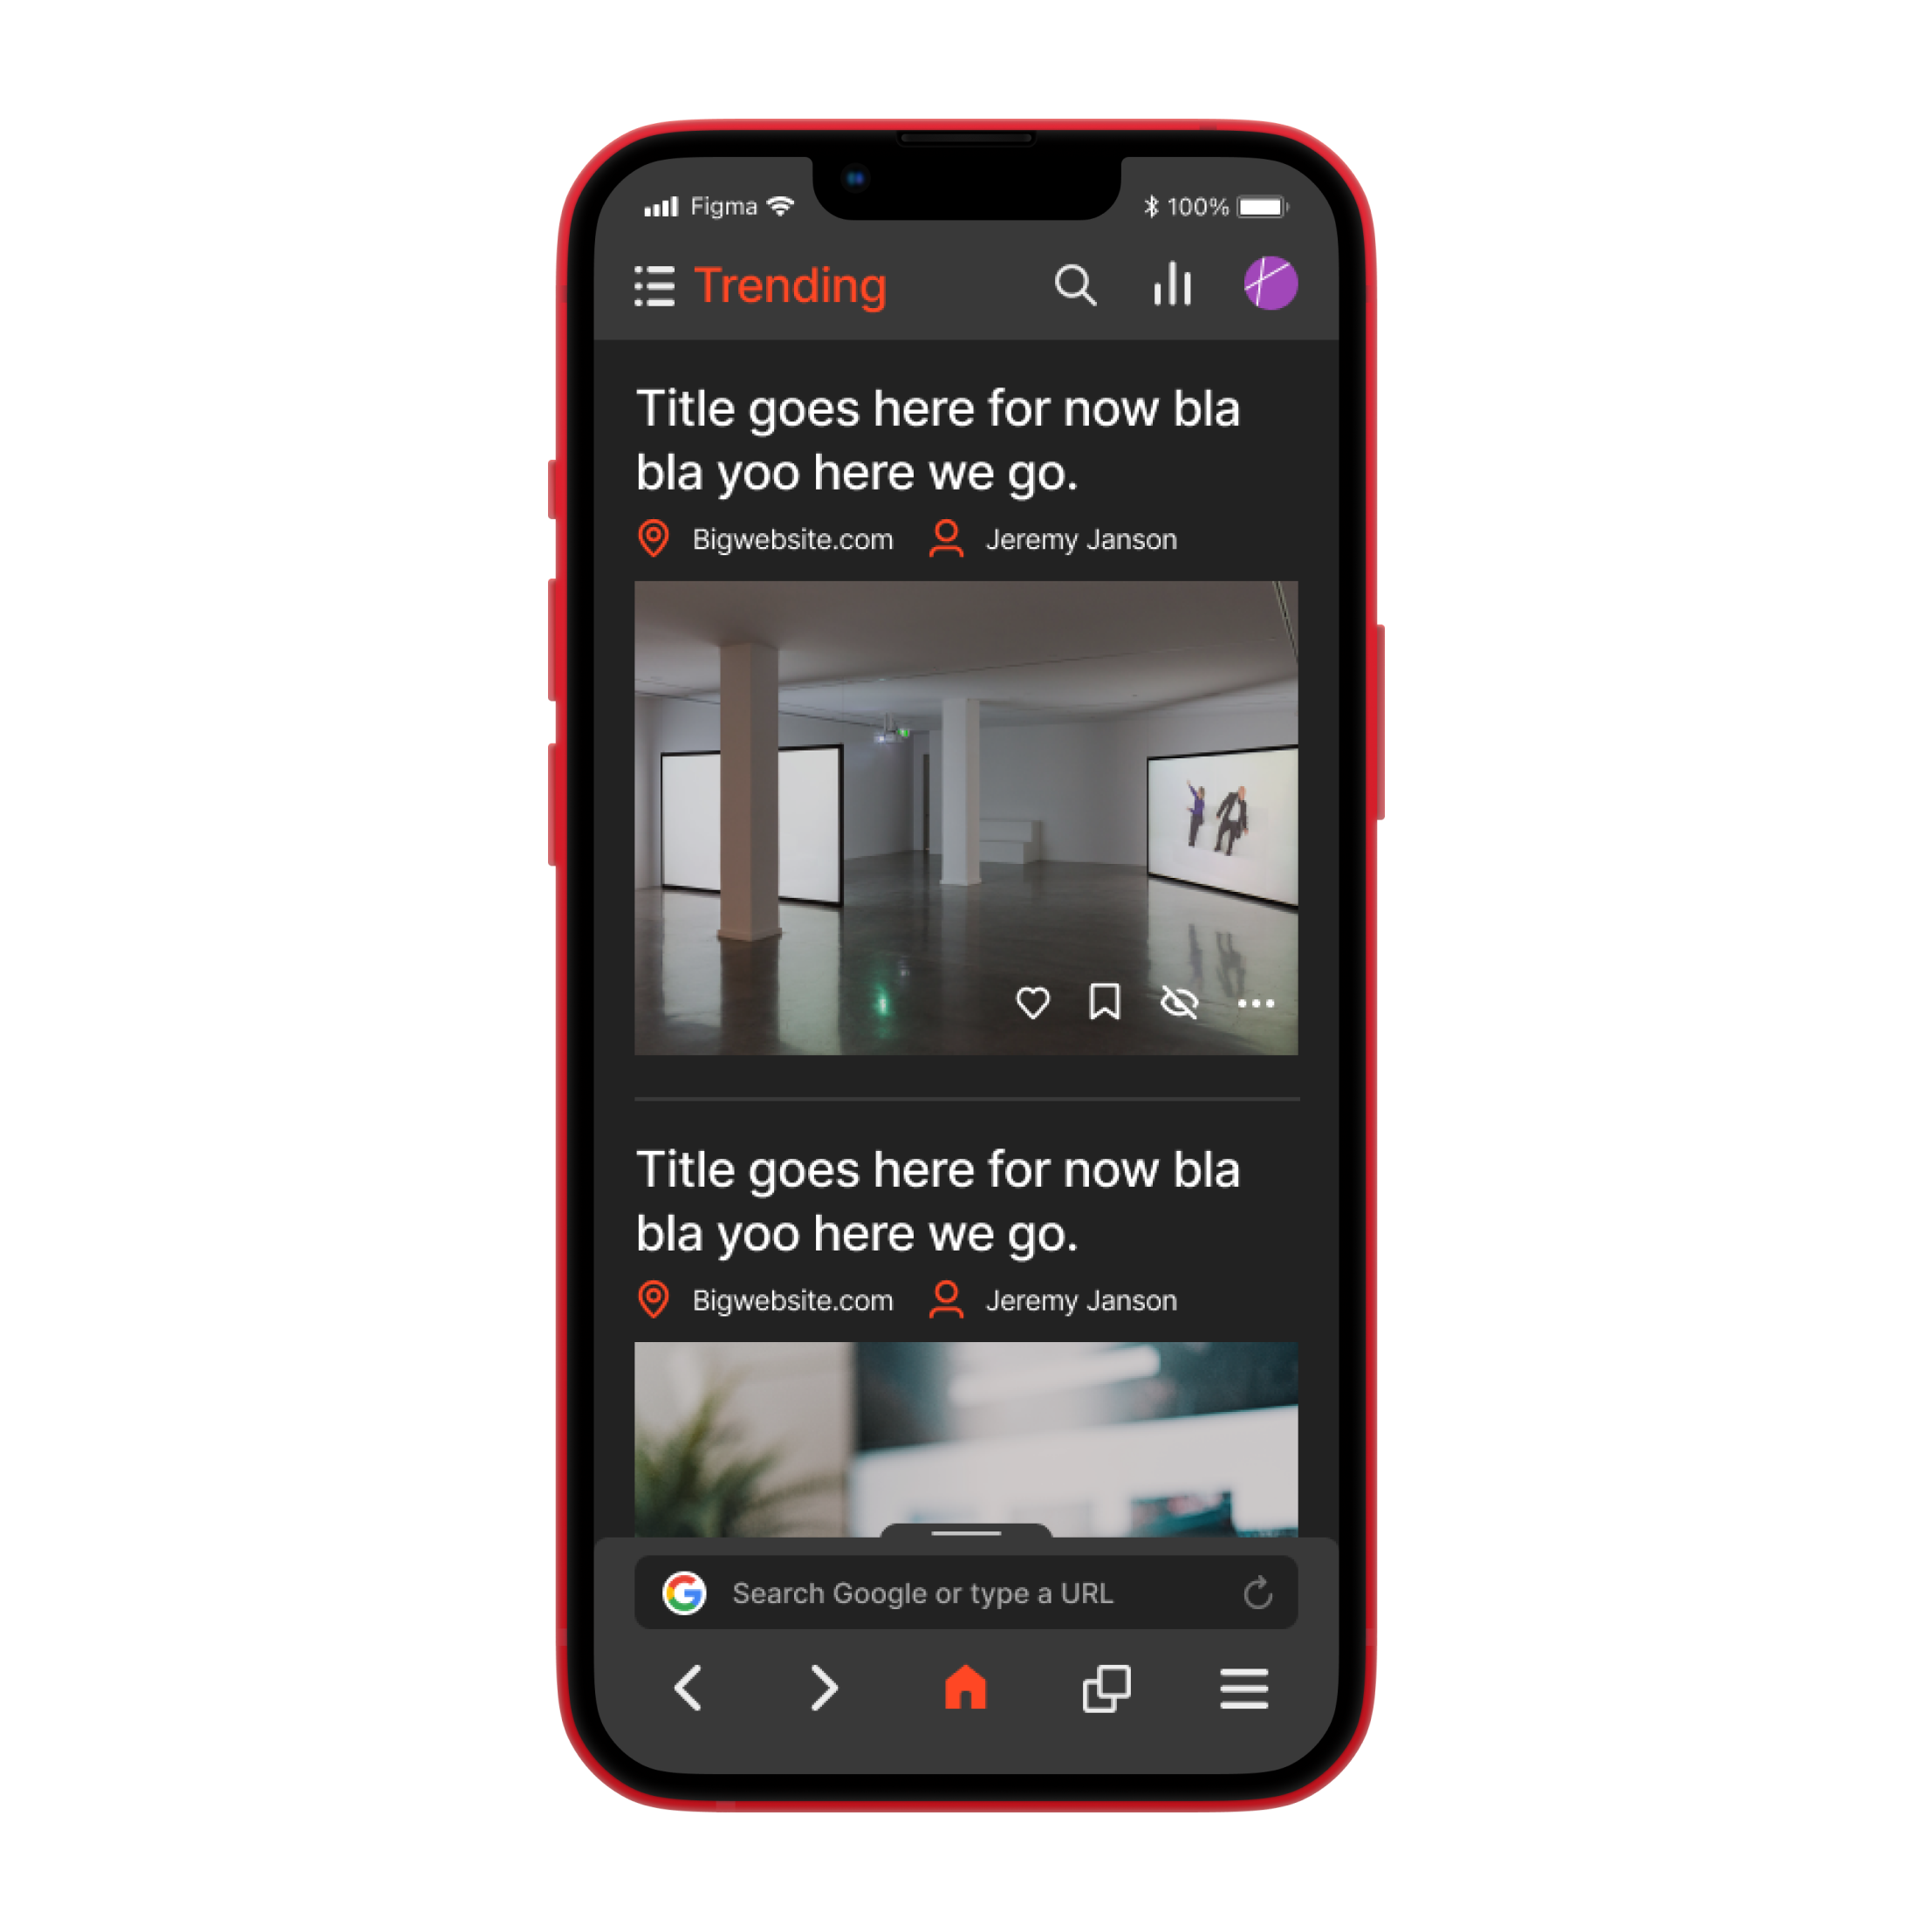 Figma
100%
Trending
Title goes here for now bla
bla yoo here we go.
Bigwebsite.com Jeremy Janson
Title goes here for now bla
bla yoo here we go.
Bigwebsite.com Jeremy Janson
Search Google or type a URL